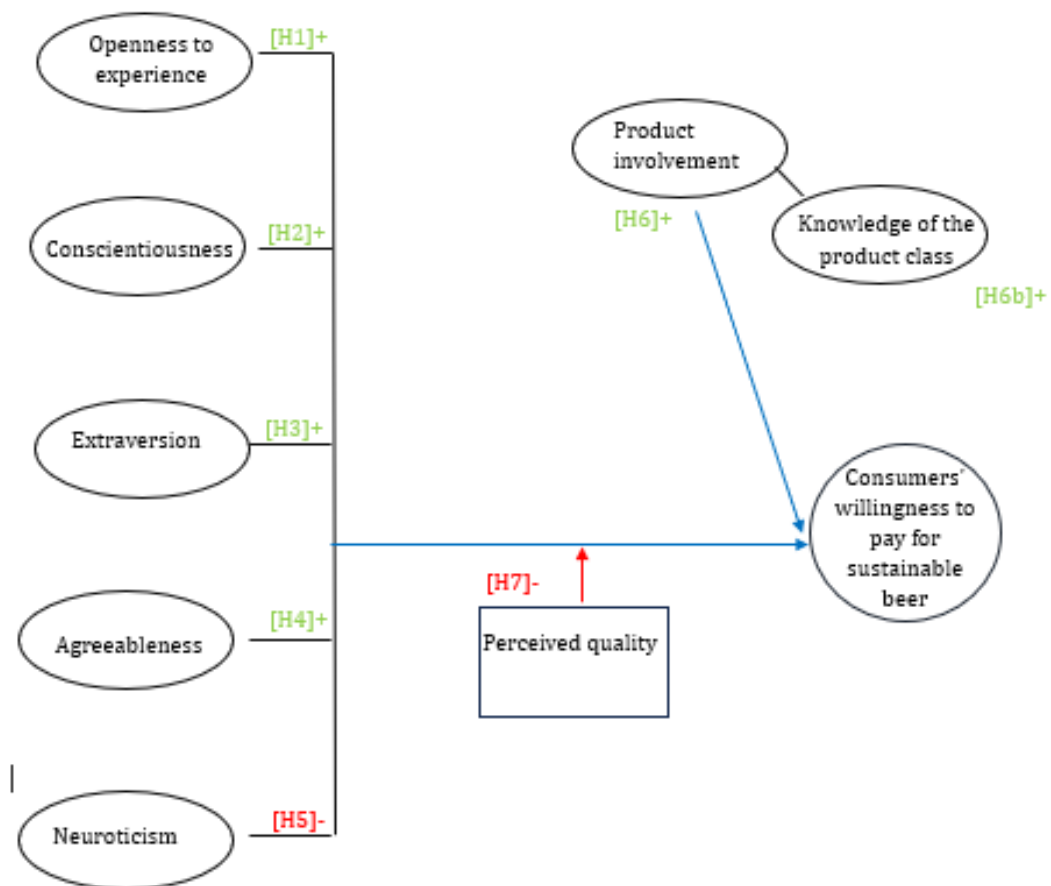 Openness to
experience
[H1]+
Product
involvement
[H6]+
Conscientiousness
[H2]+
Knowledge of the
product class
[H6b]+
Extraversion
[H3]+
Consumers'
willingness to
pay for
sustainable
beer
[H7]-
Perceived quality
Agreeableness
[H4]+
Neuroticism
[H5]-